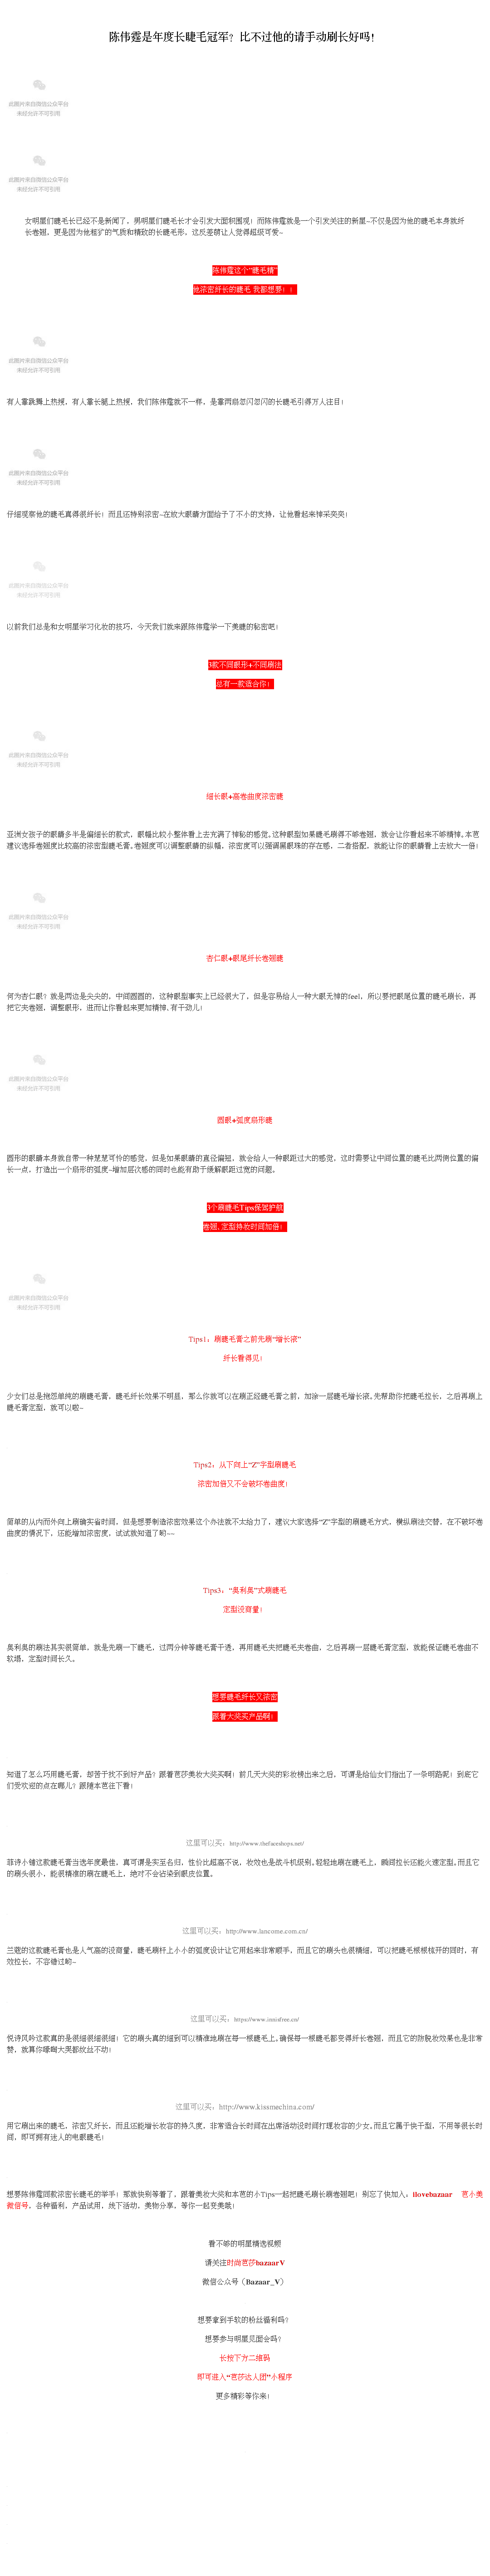 陈伟霆是年度长睫毛冠军？比不过他的请手动刷长好吗！
此图片来自微信公众平台
未经允许不可引用
此图片来自微信公众平台
未经允许不可引用
女明星们睫毛长已经不是新闻了，男明星们睫毛长才会引发大面积围观！而陈伟霆就是一个引发关注的新星~不仅是因为他的睫毛本身就纤
长卷翘，更是因为他粗犷的气质和精致的长睫毛形，这反差萌让人觉得超级可爱~
陈伟霆这个“睫毛精”
他浓密纤长的睫毛 我都想要！！
此图片来自微信公众平台
未经允许不可引用
有人靠跳舞上热搜，有人靠长腿上热搜，我们陈伟霆就不一样，是靠两扇忽闪忽闪的长睫毛引得万人注目！
此图片来自微信公众平台
未经允许不可引用
仔细观察他的睫毛真得很纤长！而且还特别浓密~在放大眼睛方面给予了不小的支持，让他看起来神采奕奕！
此图片来自微信公众平台
未经允许不可引用
以前我们总是和女明星学习化妆的技巧，今天我们就来跟陈伟霆学一下美睫的秘密吧！
3款不同眼形+不同刷法
总有一款适合你！
此图片来自微信公众平台
未经允许不可引用
细长眼+高卷曲度浓密睫
亚洲女孩子的眼睛多半是偏细长的款式，眼幅比较小整体看上去充满了神秘的感觉。这种眼型如果睫毛刷得不够卷翘，就会让你看起来不够精神。本芭
建议选择卷翘度比较高的浓密型睫毛膏。卷翘度可以调整眼睛的纵幅，浓密度可以强调黑眼珠的存在感，二者搭配，就能让你的眼睛看上去放大一倍！
此图片来自微信公众平台
未经允许不可引用
杏仁眼+眼尾纤长卷翘睫
何为杏仁眼？就是两边是尖尖的，中间圆圆的，这种眼型事实上已经很大了，但是容易给人一种大眼无神的feel，所以要把眼尾位置的睫毛刷长，再
把它夹卷翘，调整眼形，进而让你看起来更加精神、有干劲儿！
此图片来自微信公众平台
未经允许不可引用
圆眼+弧度扇形睫
圆形的眼睛本身就自带一种楚楚可怜的感觉，但是如果眼睛的直径偏短，就会给人一种眼距过大的感觉，这时需要让中间位置的睫毛比两侧位置的偏
长一点，打造出一个扇形的弧度~增加层次感的同时也能有助于缓解眼距过宽的问题。
3个刷睫毛Tips保驾护航
卷翘、定型持妆时间加倍！
此图片来自微信公众平台
未经允许不可引用
Tips1：刷睫毛膏之前先刷“增长液”
纤长看得见！
少女们总是抱怨单纯的刷睫毛膏，睫毛纤长效果不明显，那么你就可以在刷正经睫毛膏之前，加涂一层睫毛增长液。先帮助你把睫毛拉长，之后再刷上
睫毛膏定型，就可以啦~
Tips2：从下向上“Z”字型刷睫毛
浓密加倍又不会破坏卷曲度！
简单的从内而外向上刷确实省时间，但是想要制造浓密效果这个办法就不太给力了，建议大家选择“Z”字型的刷睫毛方式，横纵刷法交替，在不破坏卷
曲度的情况下，还能增加浓密度，试试就知道了哟~~
Tips3：“奥利奥”式刷睫毛
定型没商量！
奥利奥的刷法其实很简单，就是先刷一下睫毛，过两分钟等睫毛膏干透，再用睫毛夹把睫毛夹卷曲，之后再刷一层睫毛膏定型，就能保证睫毛卷曲不
软塌，定型时间长久。
想要睫毛纤长又浓密
跟着大奖买产品啊！
知道了怎么巧用睫毛膏，却苦于找不到好产品？跟着芭莎美妆大奖买啊！前几天大奖的彩妆榜出来之后，可谓是给仙女们指出了一条明路呢！到底它
们受欢迎的点在哪儿？跟随本芭往下看！
这里可以买：http://www.thefaceshops.net/
菲诗小铺这款睫毛膏当选年度最佳，真可谓是实至名归，性价比超高不说，妆效也是战斗机级别。轻轻地刷在睫毛上，瞬间拉长还能火速定型。而且它
的刷头很小，能很精准的刷在睫毛上，绝对不会沾染到眼皮位置。
这里可以买：http://www.lancome.com.cn/
兰蔻的这款睫毛膏也是人气高的没商量，睫毛刷杆上小小的弧度设计让它用起来非常顺手，而且它的刷头也很精细，可以把睫毛根根梳开的同时，有
效拉长，不容错过哟~
这里可以买：https://www.innisfree.cn/
悦诗风吟这款真的是很细很细很细！它的刷头真的细到可以精准地刷在每一根睫毛上。确保每一根睫毛都变得纤长卷翘，而且它的防脱妆效果也是非常
赞，就算你嚎啕大哭都纹丝不动！
这里可以买：http://www.kissmechina.com/
用它刷出来的睫毛，浓密又纤长，而且还能增长妆容的持久度，非常适合长时间在出席活动没时间打理妆容的少女。而且它属于快干型，不用等很长时
间，即可拥有迷人的电眼睫毛！
想要陈伟霆同款浓密长睫毛的举手！那就快别等着了，跟着美妆大奖和本芭的小Tips一起把睫毛刷长刷卷翘吧！别忘了快加入：ilovebazaar 芭小美
微信号，各种福利，产品试用，线下活动，美物分享，等你一起变美哦！
看不够的明星精选视频
请关注时尚芭莎bazaarV
微信公众号（Bazaar_V）
想要拿到手软的粉丝福利吗？
想要参与明星见面会吗？
长按下方二维码
即可进入“芭莎达人团”小程序
更多精彩等你来！